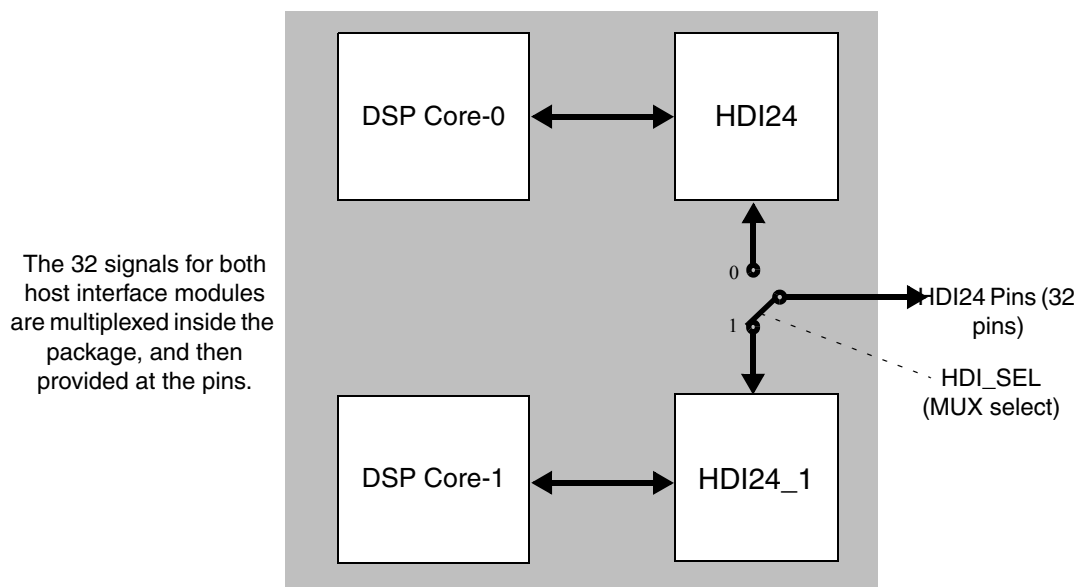 DSP Core-0
HDI24
The 32 signals for both
host interface modules
are multiplexed inside the
package, and then
provided at the pins.
0
1
HDI24 Pins (32
pins)
HDI_SEL
(MUX select)
DSP Core-1
HDI24_1